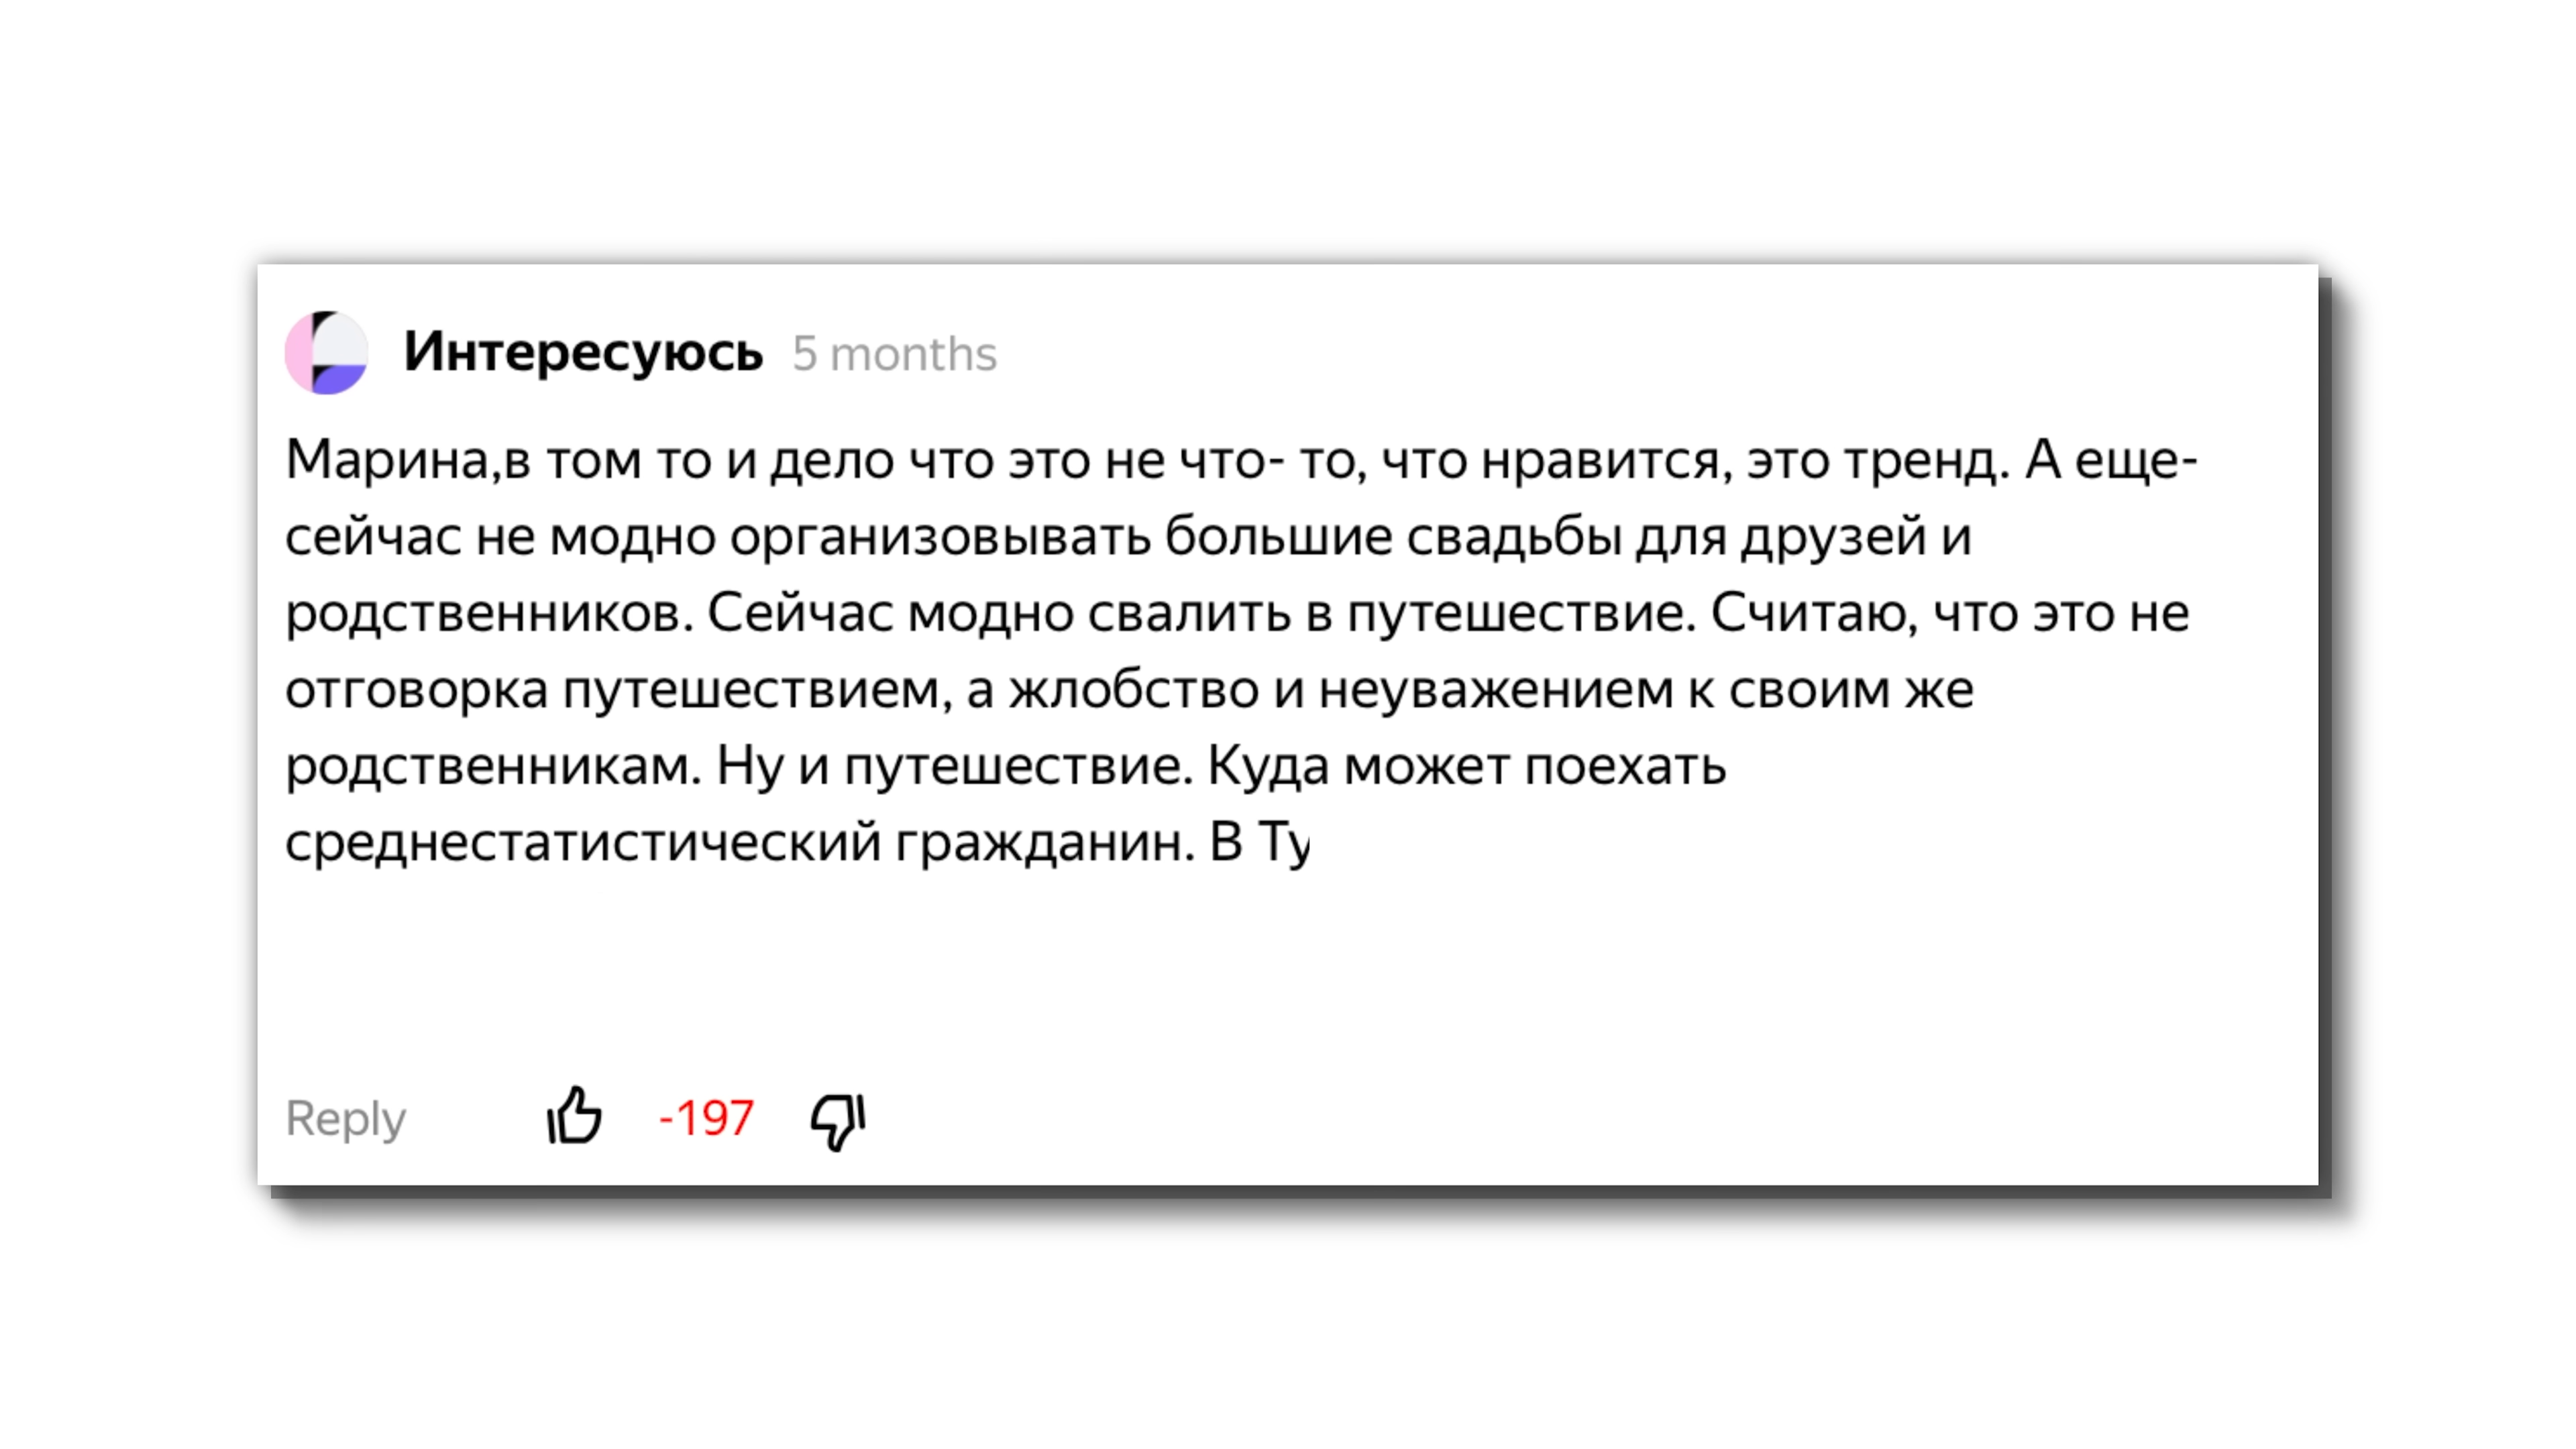 Интересуюсь 5 months
Марина,в том то и дело что это не что- то, что нравится, это тренд. А еще-
сейчас не модно организовывать большие свадьбы для друзей и
родственников. Сейчас модно свалить в путешествие. Считаю, что это не
отговорка путешествием, а жлобство и неуважением к своим же
родственникам. Ну и путешествие. Куда может поехать
среднестатистический гражданин. В Ту
Reply -197